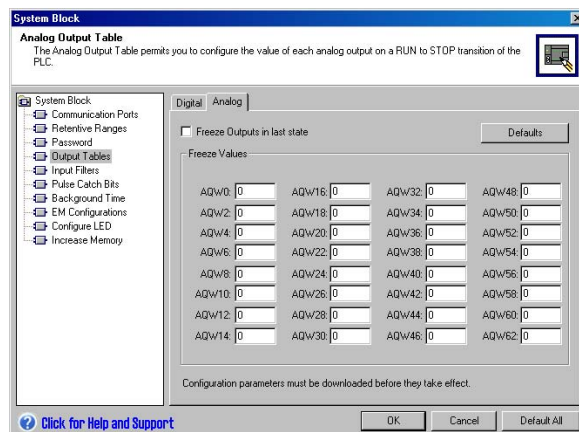 System Block
Analog Output Table
The Analog Output Table permits you to configure the value of each analog output on a RUN to STOP transition of the
PLC.
System Block
Communication Ports
Retentive Ranges
Password
Output Tables
Input Filters
Pulse Catch Bits
Background Time
EM Configurations
Configure LED
Increase Memory
Digital Analog
Freeze Outputs in last state
Defaults
Freeze Values
AQW0: 0 AQW16: 0 AQW32: 0 AQW48: 0
AQW2: 0 AQW18: 0 AQW34: 0 AQW50: 0
AQW4: 0 AQW20: 0 AQW36: 0 AQW52: 0
AQW6: 0 AQW22: 0 AQW38: 0 AQW54: 0
AQW8: 0 AQW24: 0 AQW40: 0 AQW56: 0
AQW10: 0 AQW26: 0 AQW42: 0 AQW58: 0
AQW12: 0 AQW28: 0 AQW44: 0 AQW60: 0
AQW14: 0 AQW30: 0 AQW46: 0 AQW62: 0
Configuration parameters must be downloaded before they take effect.
Click for Help and Support
OK Cancel Default All